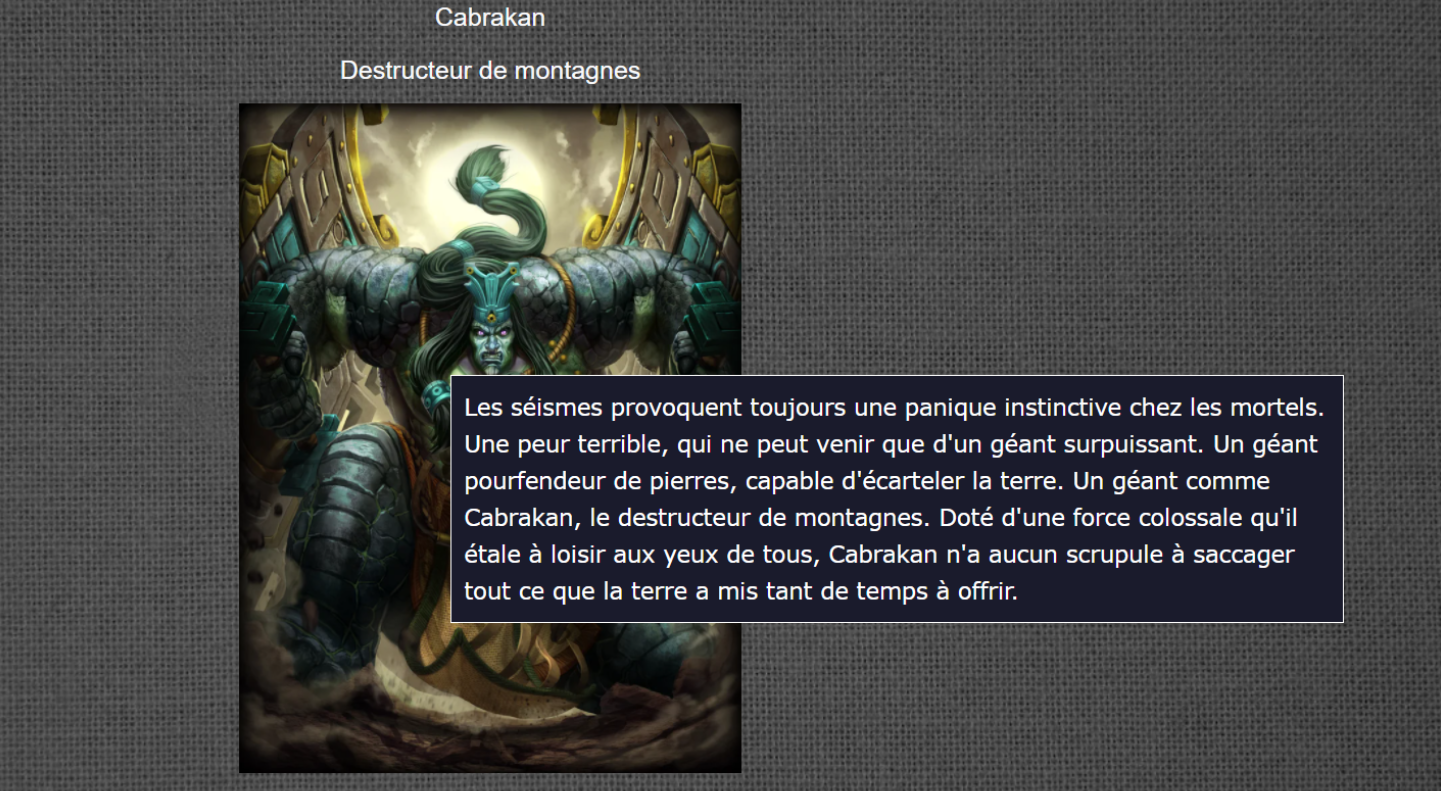 Cabrakan
Destructeur de montagnes
Les séismes provoquent toujours une panique instinctive chez les mortels.
Une peur terrible, qui ne peut venir que d'un géant surpuissant. Un géant
pourfendeur de pierres, capable d'écarteler la terre. Un géant comme
Cabrakan, le destructeur de montagnes. Doté d'une force colossale qu'il
étale à loisir aux yeux de tous, Cabrakan n'a aucun scrupule à saccager
tout ce que la terre a mis tant de temps à offrir.